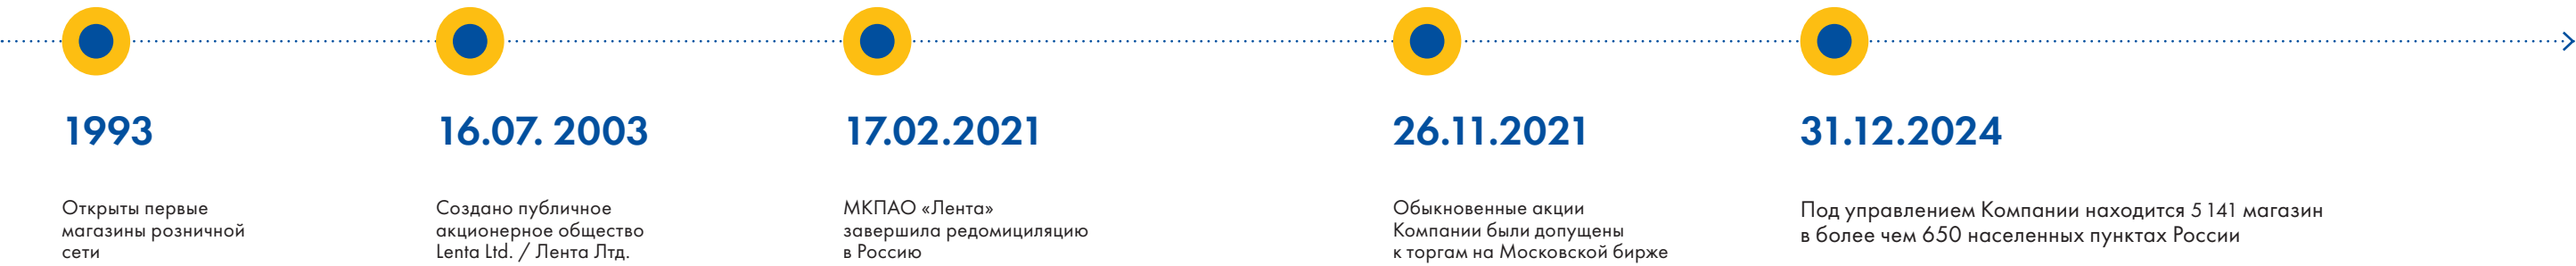 1993
Открыты первые
магазины розничной
сети
16.07. 2003
Создано публичное
акционерное общество
Lenta Ltd. / Лента Лтд.
17.02.2021
МКПАО «Лента»
завершила редомициляцию
в Россию
26.11.2021
Обыкновенные акции
Компании были допущены
к торгам на Московской бирже
31.12.2024
Под управлением Компании находится 5 141 магазин
в более чем 650 населенных пунктах России